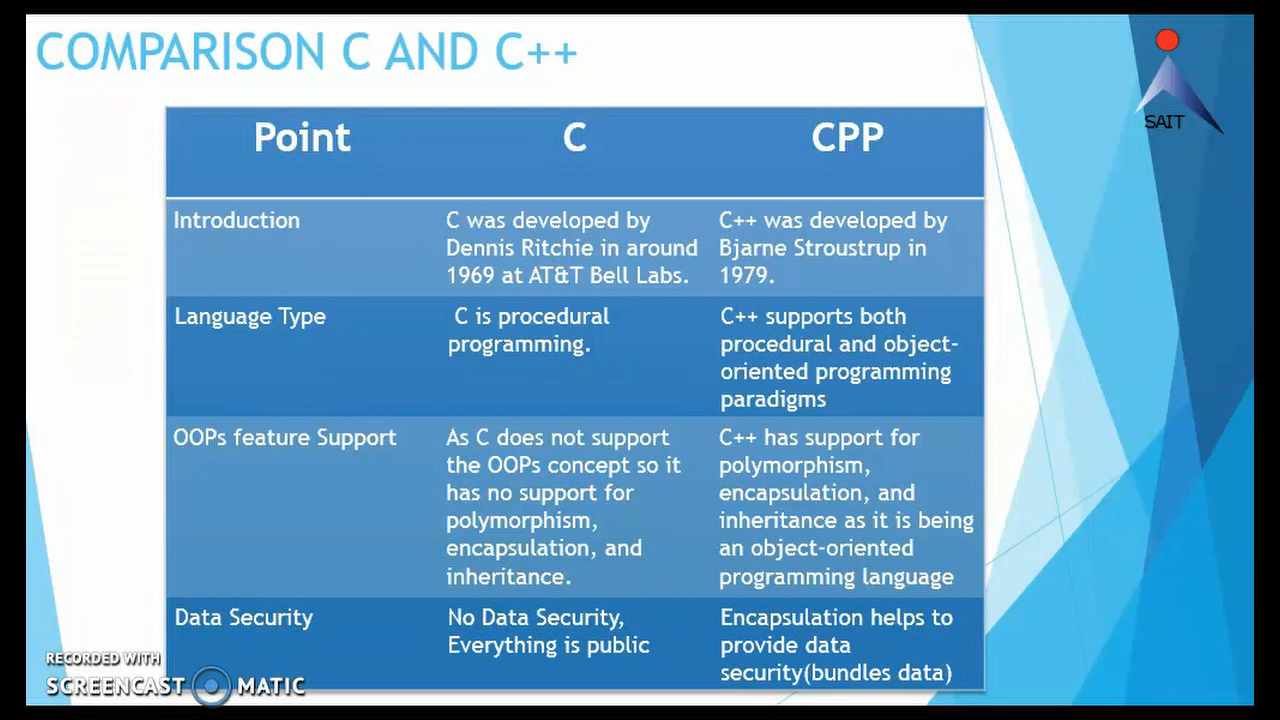 COMPARISON C AND C++
SAIT
Point C CPP
Introduction
C was developed by
Dennis Ritchie in around
1969 at AT&T Bell Labs.
C++ was developed by
Bjarne Stroustrup in
1979.
Language Type
C is procedural
programming.
C++ supports both
procedural and object-
oriented programming
paradigms
OOPs feature Support
As C does not support
the OOPs concept so it
has no support for
polymorphism,
encapsulation, and
inheritance.
C++ has support for
polymorphism,
encapsulation, and
inheritance as it is being
an object-oriented
programming language
Data Security
No Data Security,
Everything is public
Encapsulation helps to
provide data
security(bundles data)
RECORDED WITH
SCREENCAST MATIC